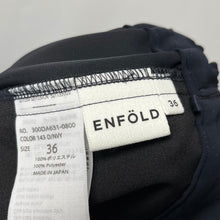 NO. 300DA631-0800
COLOR 143 D/NVY
SIZE 36
100% ポリエステル
100% Polyester
MADE IN JAPAN
ENFÖLD
36